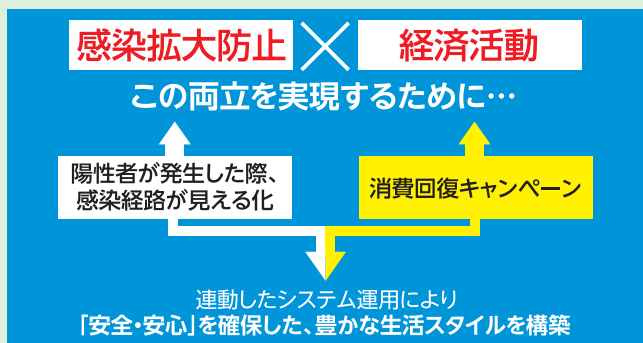 感染拡大防止 × 経済活動
この両立を実現するために…
陽性者が発生した際、
感染経路が見える化
消費回復キャンペーン
連動したシステム運用により
「安全・安心」を確保した、豊かな生活スタイルを構築